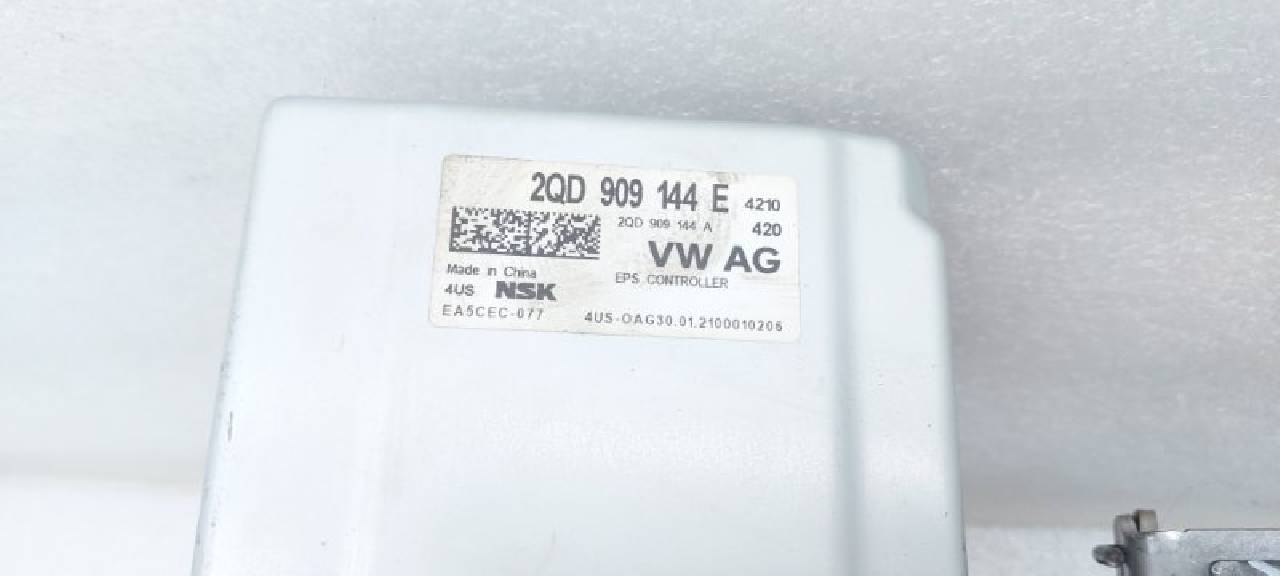 2QD 909 144 E 4210
2QD 909 144 A 420
VW AG
Made in China
EPS CONTROLLER
4US NSK
EA5CEC-077 4US-OAG30.01.2100010206